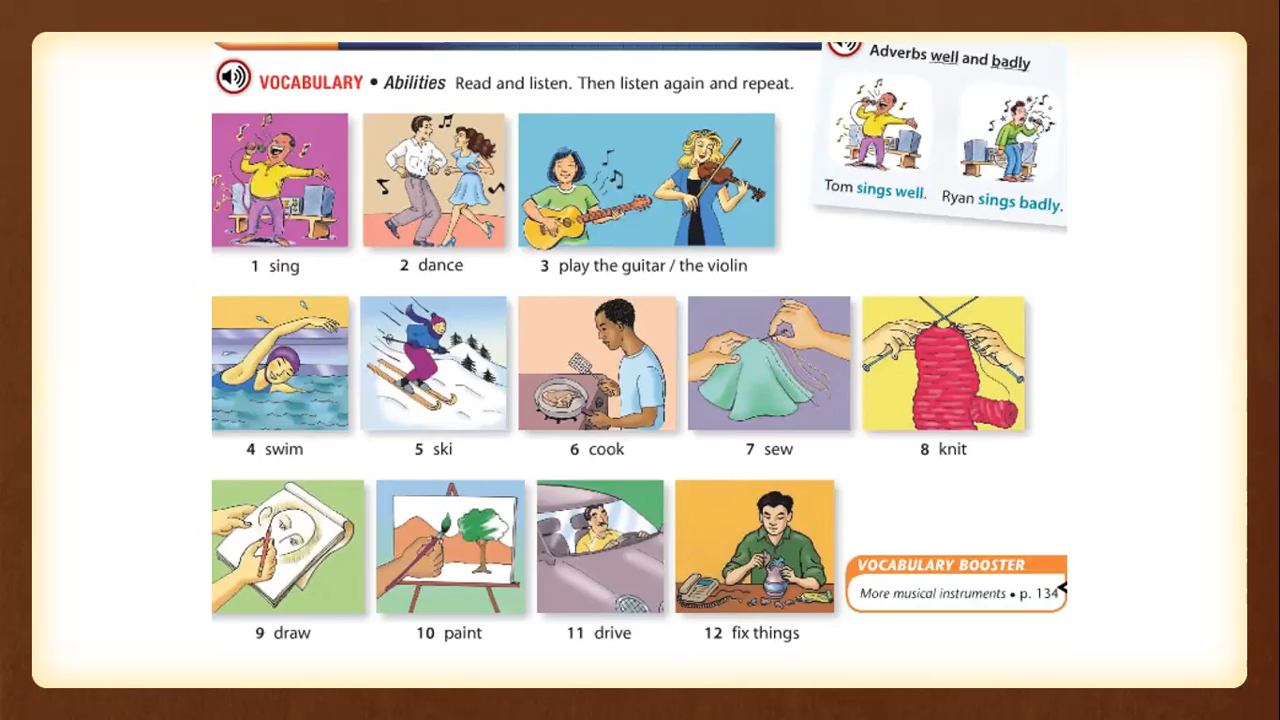 VOCABULARY • Abilities Read and listen. Then listen again and repeat.
Adverbs well and badly
Tom sings well. Ryan sings badly.
1 sing
2 dance
3 play the guitar / the violin
4 swim
5 ski
6 cook
7 sew
8 knit
9 draw
10 paint
11 drive
12 fix things
VOCABULARY BOOSTER
More musical instruments • p. 134